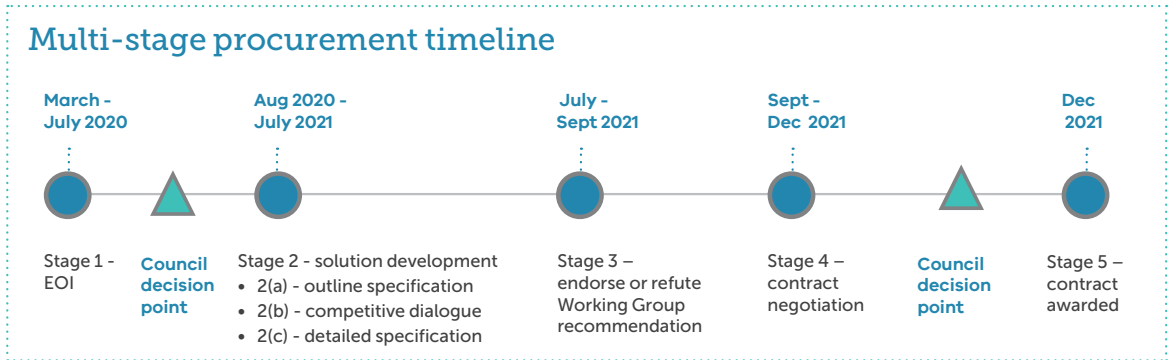 Multi-stage procurement timeline
March -
July 2020
Aug 2020 -
July 2021
July -
Sept 2021
Sept -
Dec 2021
Dec
2021
Stage 1 -
EOI
Council
decision
point
Stage 2 - solution development
• 2(a) - outline specification
• 2(b) - competitive dialogue
• 2(c) - detailed specification
Stage 3 –
endorse or refute
Working Group
recommendation
Stage 4 –
contract
negotiation
Council
decision
point
Stage 5 –
contract
awarded